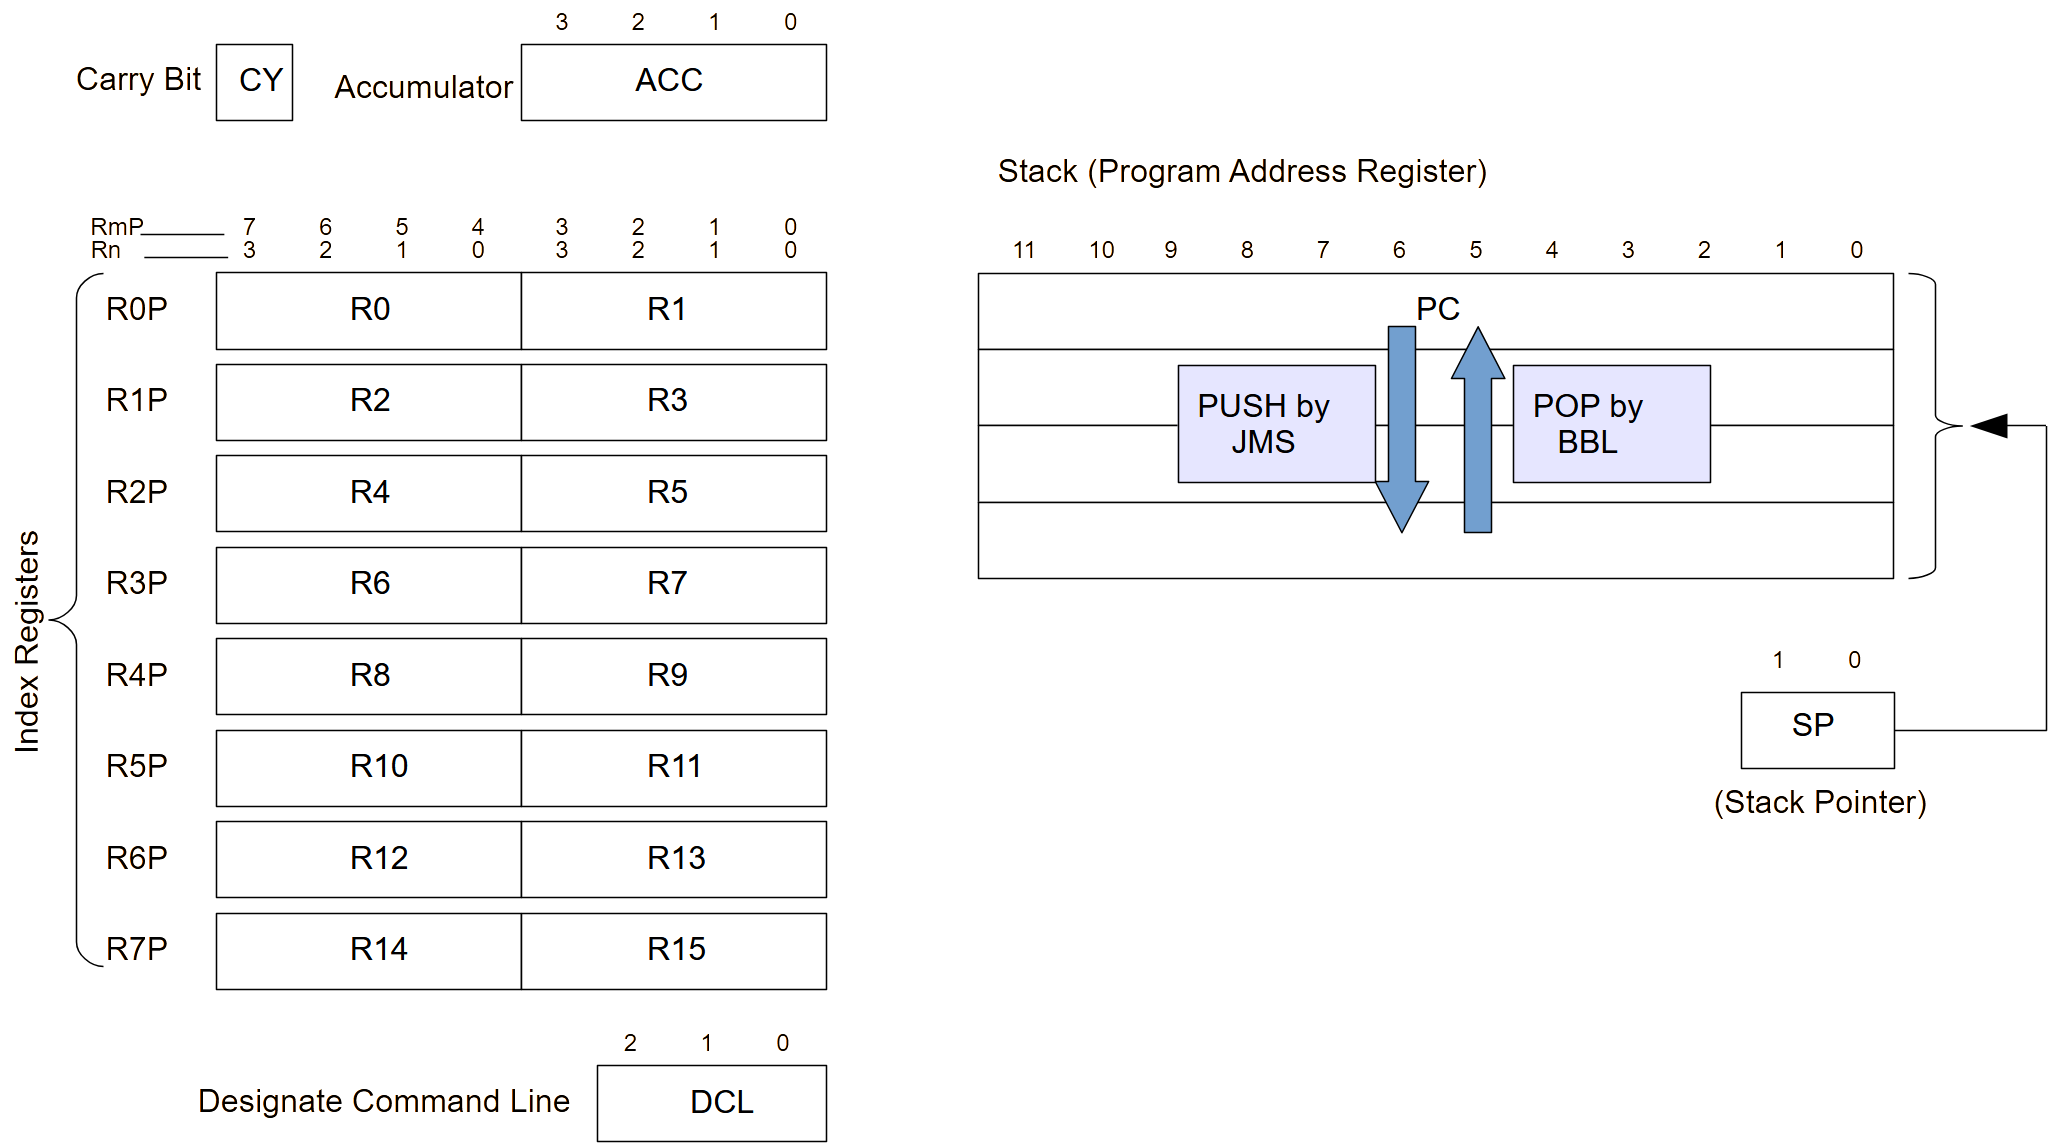 3 2 1 0
Carry Bit CY Accumulator ACC
Stack (Program Address Register)
RmP 7 6 5 4 3 2 1 0
Rn 3 2 1 0 3 2 1 0
11 10 9 8 7 6 5 4 3 2 1 0
R0P R0 R1
PC
R1P R2 R3
PUSH by
JMS
POP by
BBL
R2P R4 R5
R3P R6 R7
Index Registers
R4P R8 R9
1 0
SP
(Stack Pointer)
R5P R10 R11
R6P R12 R13
R7P R14 R15
2 1 0
Designate Command Line DCL